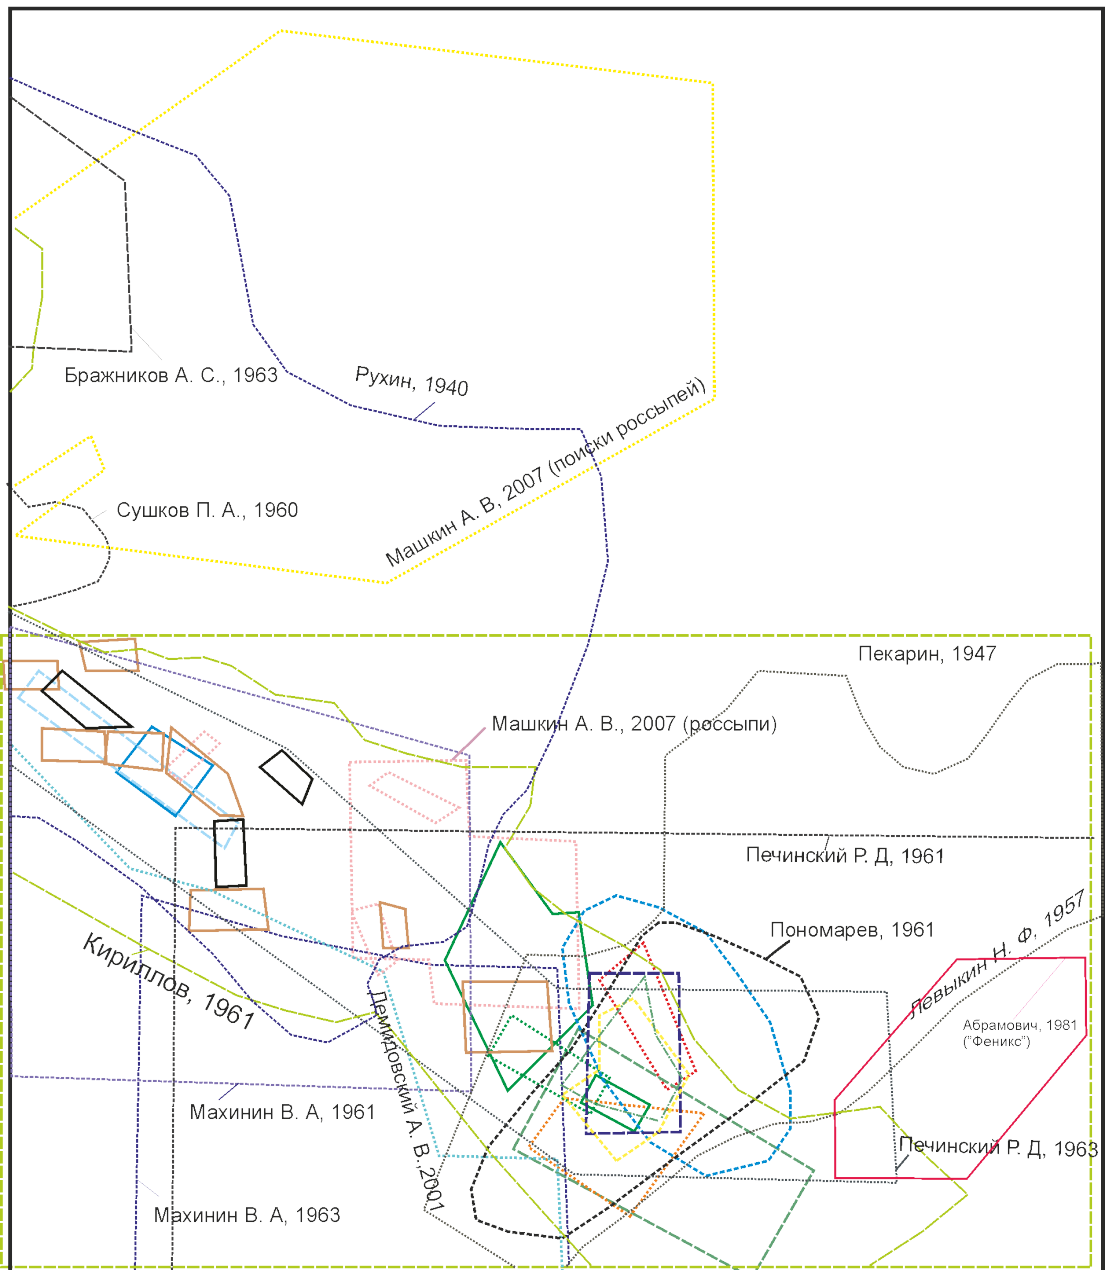 Бражников А. С., 1963
Рухин, 1940
Машкин А. В, 2007 (поиски россыпей)
Сушков П. А., 1960
Пекарин, 1947
Машкин А. В., 2007 (россыпи)
Печинский Р. Д, 1961
Левыкин Н. Ф, 1957
Пономарев, 1961
Кириллов, 1961
Демидовский А. В.,2001
Абрамович, 1981
("Феникс")
Махинин В. А, 1961
Печинский Р. Д, 1963
Махинин В. А, 1963